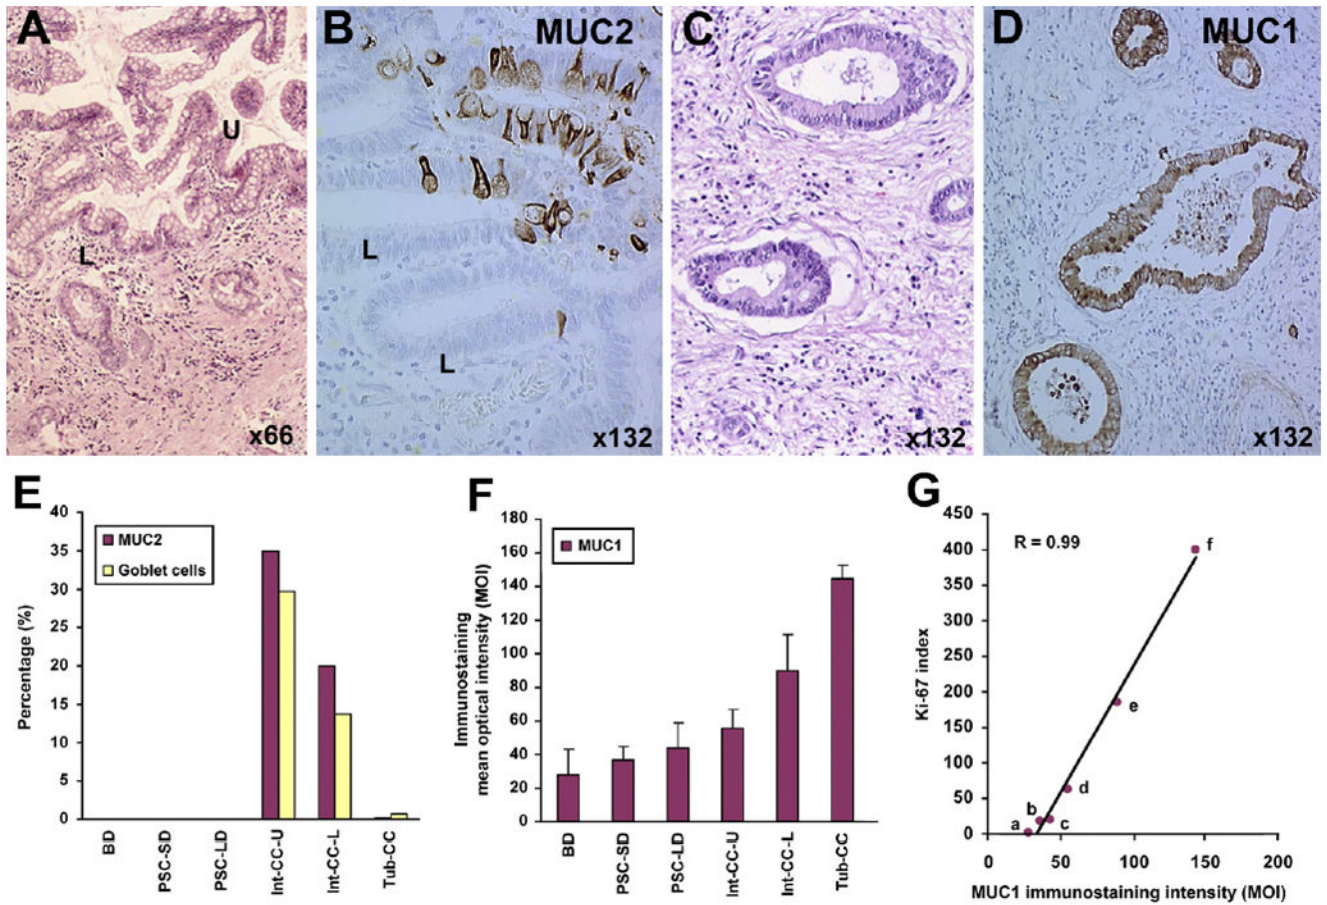 A
U
L
x66
B
MUC2
L
L
x132
C
x132
D
MUC1
x132
E
40
35
30
25
20
15
10
5
0
Percentage (%)
MUC2
Goblet cells
BD
PSC-SD
PSC-LD
Int-CC-U
Int-CC-L
Tub-CC
F
180
160
140
120
100
80
60
40
20
0
Immunostaining
mean optical intensity (MOI)
MUC1
BD
PSC-SD
PSC-LD
Int-CC-U
Int-CC-L
Tub-CC
G
450
400
350
300
250
200
150
100
50
0
Ki-67 index
R = 0.99
f
e
d
b
c
a
0
50
100
150
200
MUC1 immunostaining intensity (MOI)